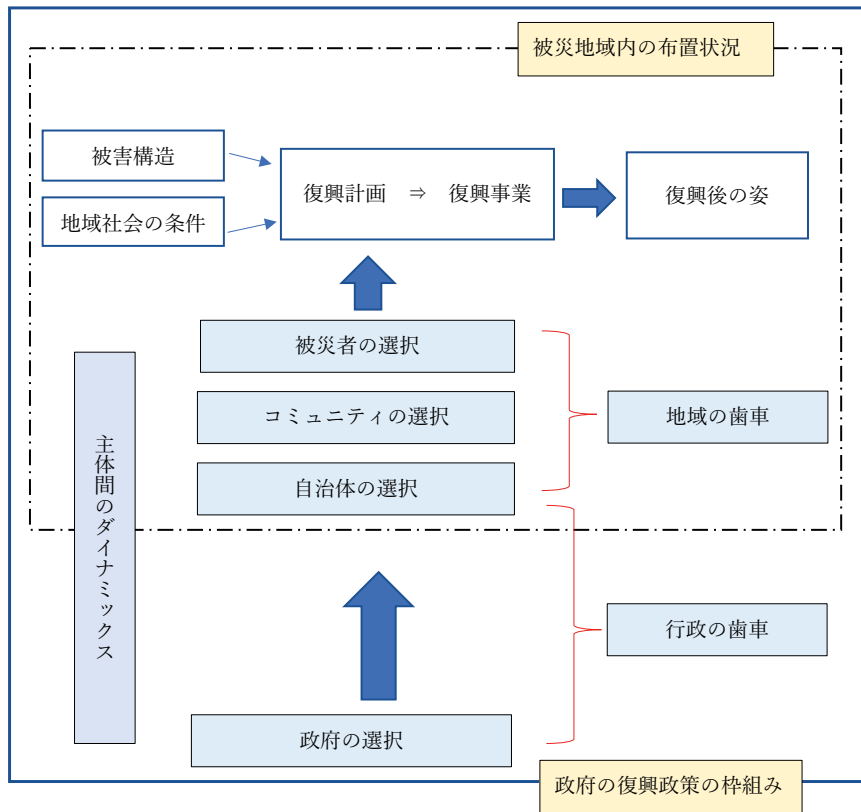 被災地域内の布置状況
被害構造
地域社会の条件
復興計画　⇒　復興事業
復興後の姿
被災者の選択
コミュニティの選択
自治体の選択
地域の歯車
主体間のダイナミックス
行政の歯車
政府の選択
政府の復興政策の枠組み